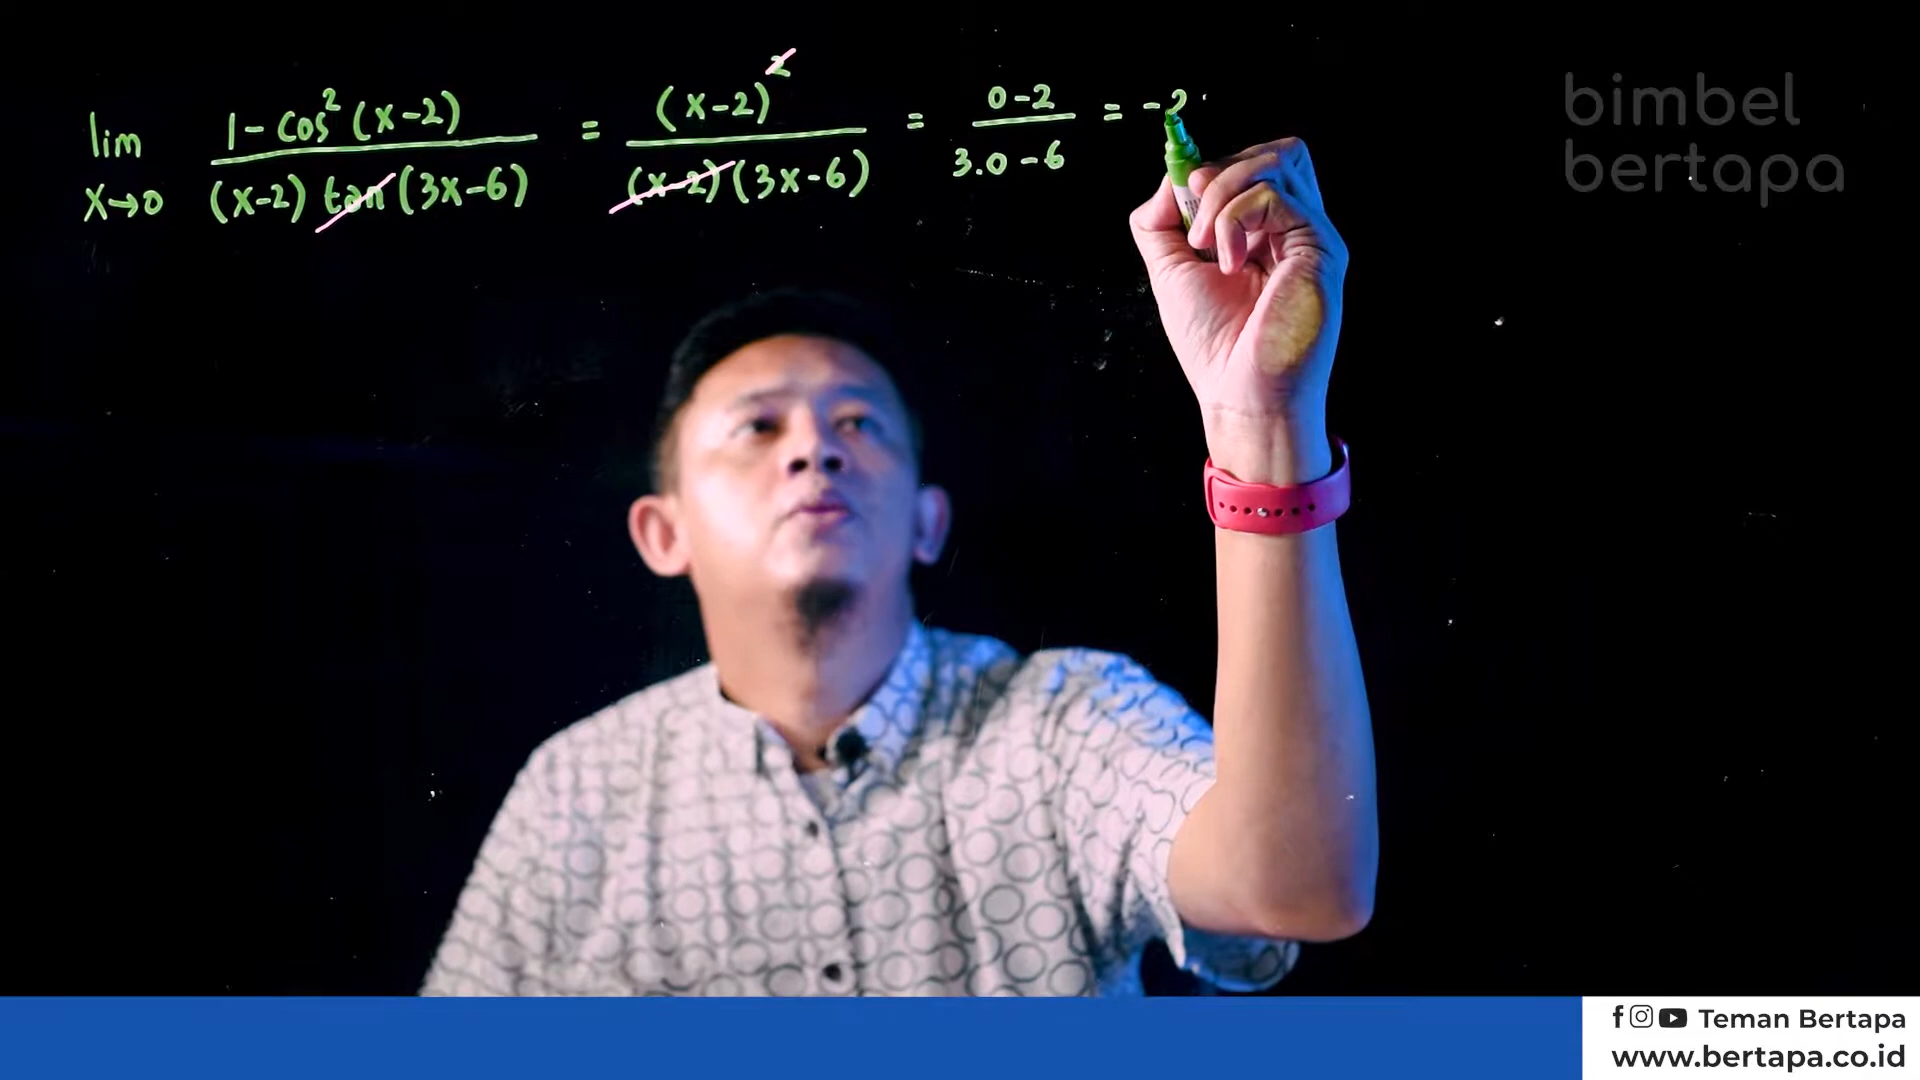 lim x→0 1-cos²(x-2) / (x-2) tan (3x-6) = (x-2)² / (x-2)(3x-6) = 0-2 / 3.0-6 = -2
bimbel
bertapa
Teman Bertapa
www.bertapa.co.id